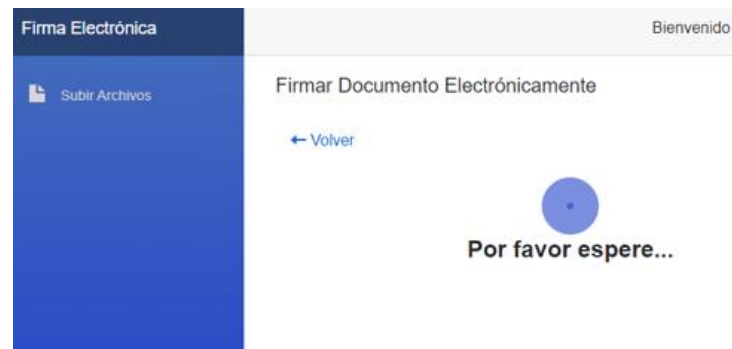 Firma Electrónica
Bienvenido
Subir Archivos
Firmar Documento Electrónicamente
← Volver
Por favor espere...